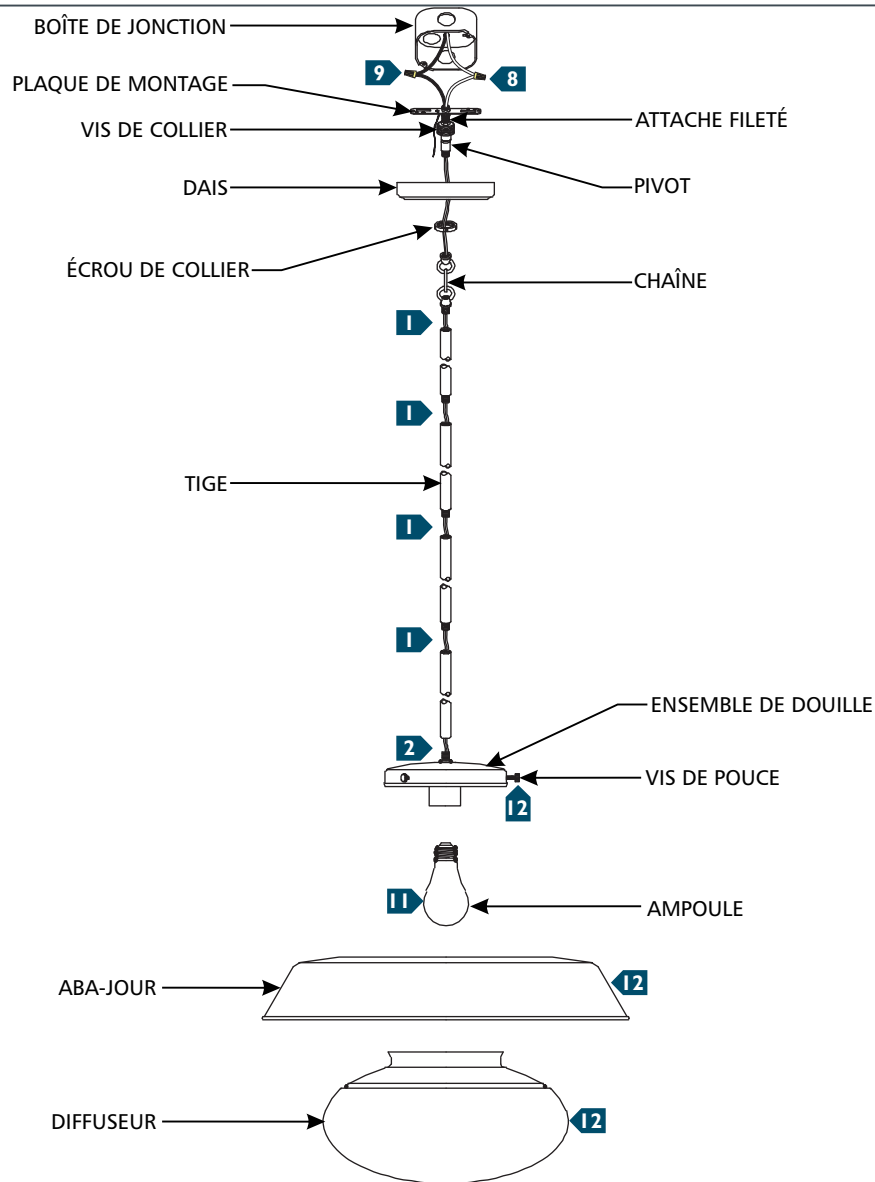 BOÎTE DE JONCTION
9
8
PLAQUE DE MONTAGE
ATTACHE FILETÉ
VIS DE COLLIER
DAIS
PIVOT
ÉCROU DE COLLIER
CHAÎNE
1
1
TIGE
1
1
ENSEMBLE DE DOUILLE
2
VIS DE POUCE
12
11
AMPOULE
ABA-JOUR
12
DIFFUSEUR
12